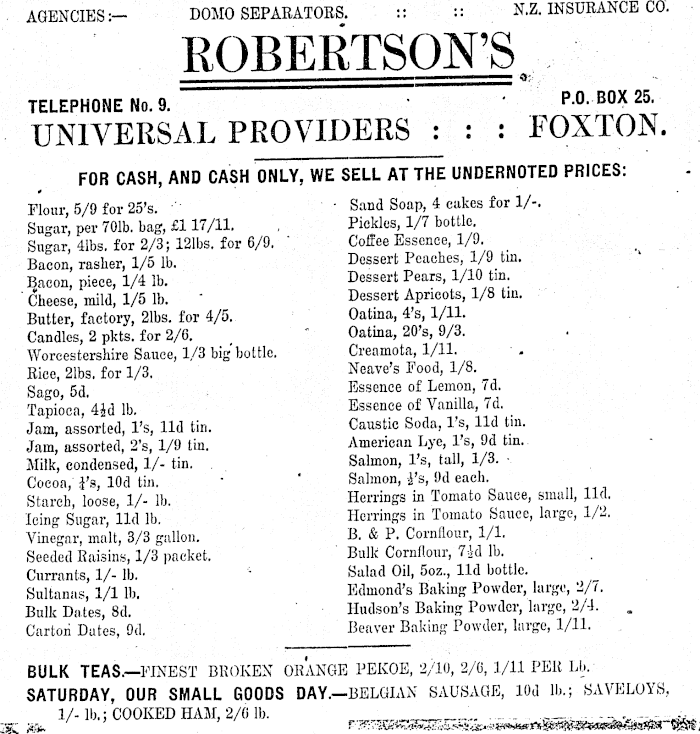 AGENCIES:— DOMO SEPARATORS. :: :: N.Z. INSURANCE CO.
ROBERTSON'S
TELEPHONE No. 9. P.O. BOX 25.
UNIVERSAL PROVIDERS : : : FOXTON.
FOR CASH, AND CASH ONLY, WE SELL AT THE UNDERNOTED PRICES:
Flour, 5/9 for 25's.
Sugar, per 70lb. bag, £1 17/11.
Sugar, 4lbs. for 2/3; 12lbs. for 6/9.
Bacon, rasher, 1/5 lb.
Bacon, piece, 1/4 lb.
Cheese, mild, 1/5 lb.
Butter, factory, 2lbs. for 4/5.
Candles, 2 pkts. for 2/6.
Worcestershire Sauce, 1/3 big bottle.
Rice, 2lbs. for 1/3.
Sago, 5d.
Tapioca, 4½d lb.
Jam, assorted, 1's, 11d tin.
Jam, assorted, 2's, 1/9 tin.
Milk, condensed, 1/- tin.
Cocoa, ¼'s, 10d tin.
Starch, loose, 1/- lb.
Icing Sugar, 11d lb.
Vinegar, malt, 3/3 gallon.
Seeded Raisins, 1/3 packet.
Currants, 1/- lb.
Sultanas, 1/1 lb.
Bulk Dates, 8d.
Carton Dates, 9d.
Sand Soap, 4 cakes for 1/-.
Pickles, 1/7 bottle.
Coffee Essence, 1/9.
Dessert Peaches, 1/9 tin.
Dessert Pears, 1/10 tin.
Dessert Apricots, 1/8 tin.
Oatina, 4's, 1/11.
Oatina, 20's, 9/3.
Creamota, 1/11.
Neave's Food, 1/8.
Essence of Lemon, 7d.
Essence of Vanilla, 7d.
Caustic Soda, 1's, 11d tin.
American Lye, 1's, 9d tin.
Salmon, 1's, tall, 1/3.
Salmon, ½'s, 9d each.
Herrings in Tomato Sauce, small, 11d.
Herrings in Tomato Sauce, large, 1/2.
B. & P. Cornflour, 1/1.
Bulk Cornflour, 7½d lb.
Salad Oil, 5oz., 11d bottle.
Edmond's Baking Powder, large, 2/7.
Hudson's Baking Powder, large, 2/4.
Beaver Baking Powder, large, 1/11.
BULK TEAS.—FINEST BROKEN ORANGE PEKOE, 2/10, 2/6, 1/11 PER Lb.
SATURDAY, OUR SMALL GOODS DAY.—BELGIAN SAUSAGE, 10d lb.; SAVELOYS,
1/- lb.; COOKED HAM, 2/6 lb.